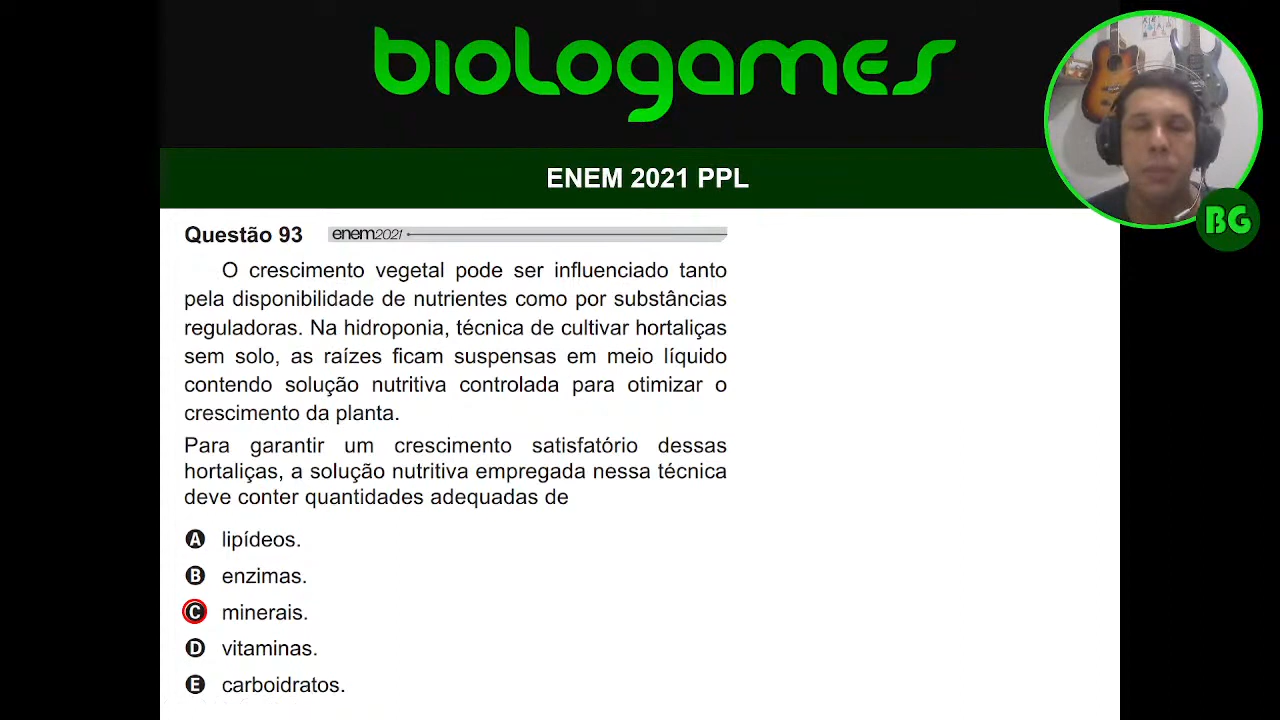 biologames
ENEM 2021 PPL
BG
Questão 93 enem2021
O crescimento vegetal pode ser influenciado tanto
pela disponibilidade de nutrientes como por substâncias
reguladoras. Na hidroponia, técnica de cultivar hortaliças
sem solo, as raízes ficam suspensas em meio líquido
contendo solução nutritiva controlada para otimizar o
crescimento da planta.
Para garantir um crescimento satisfatório dessas
hortaliças, a solução nutritiva empregada nessa técnica
deve conter quantidades adequadas de
A lipídeos.
B enzimas.
C minerais.
D vitaminas.
E carboidratos.